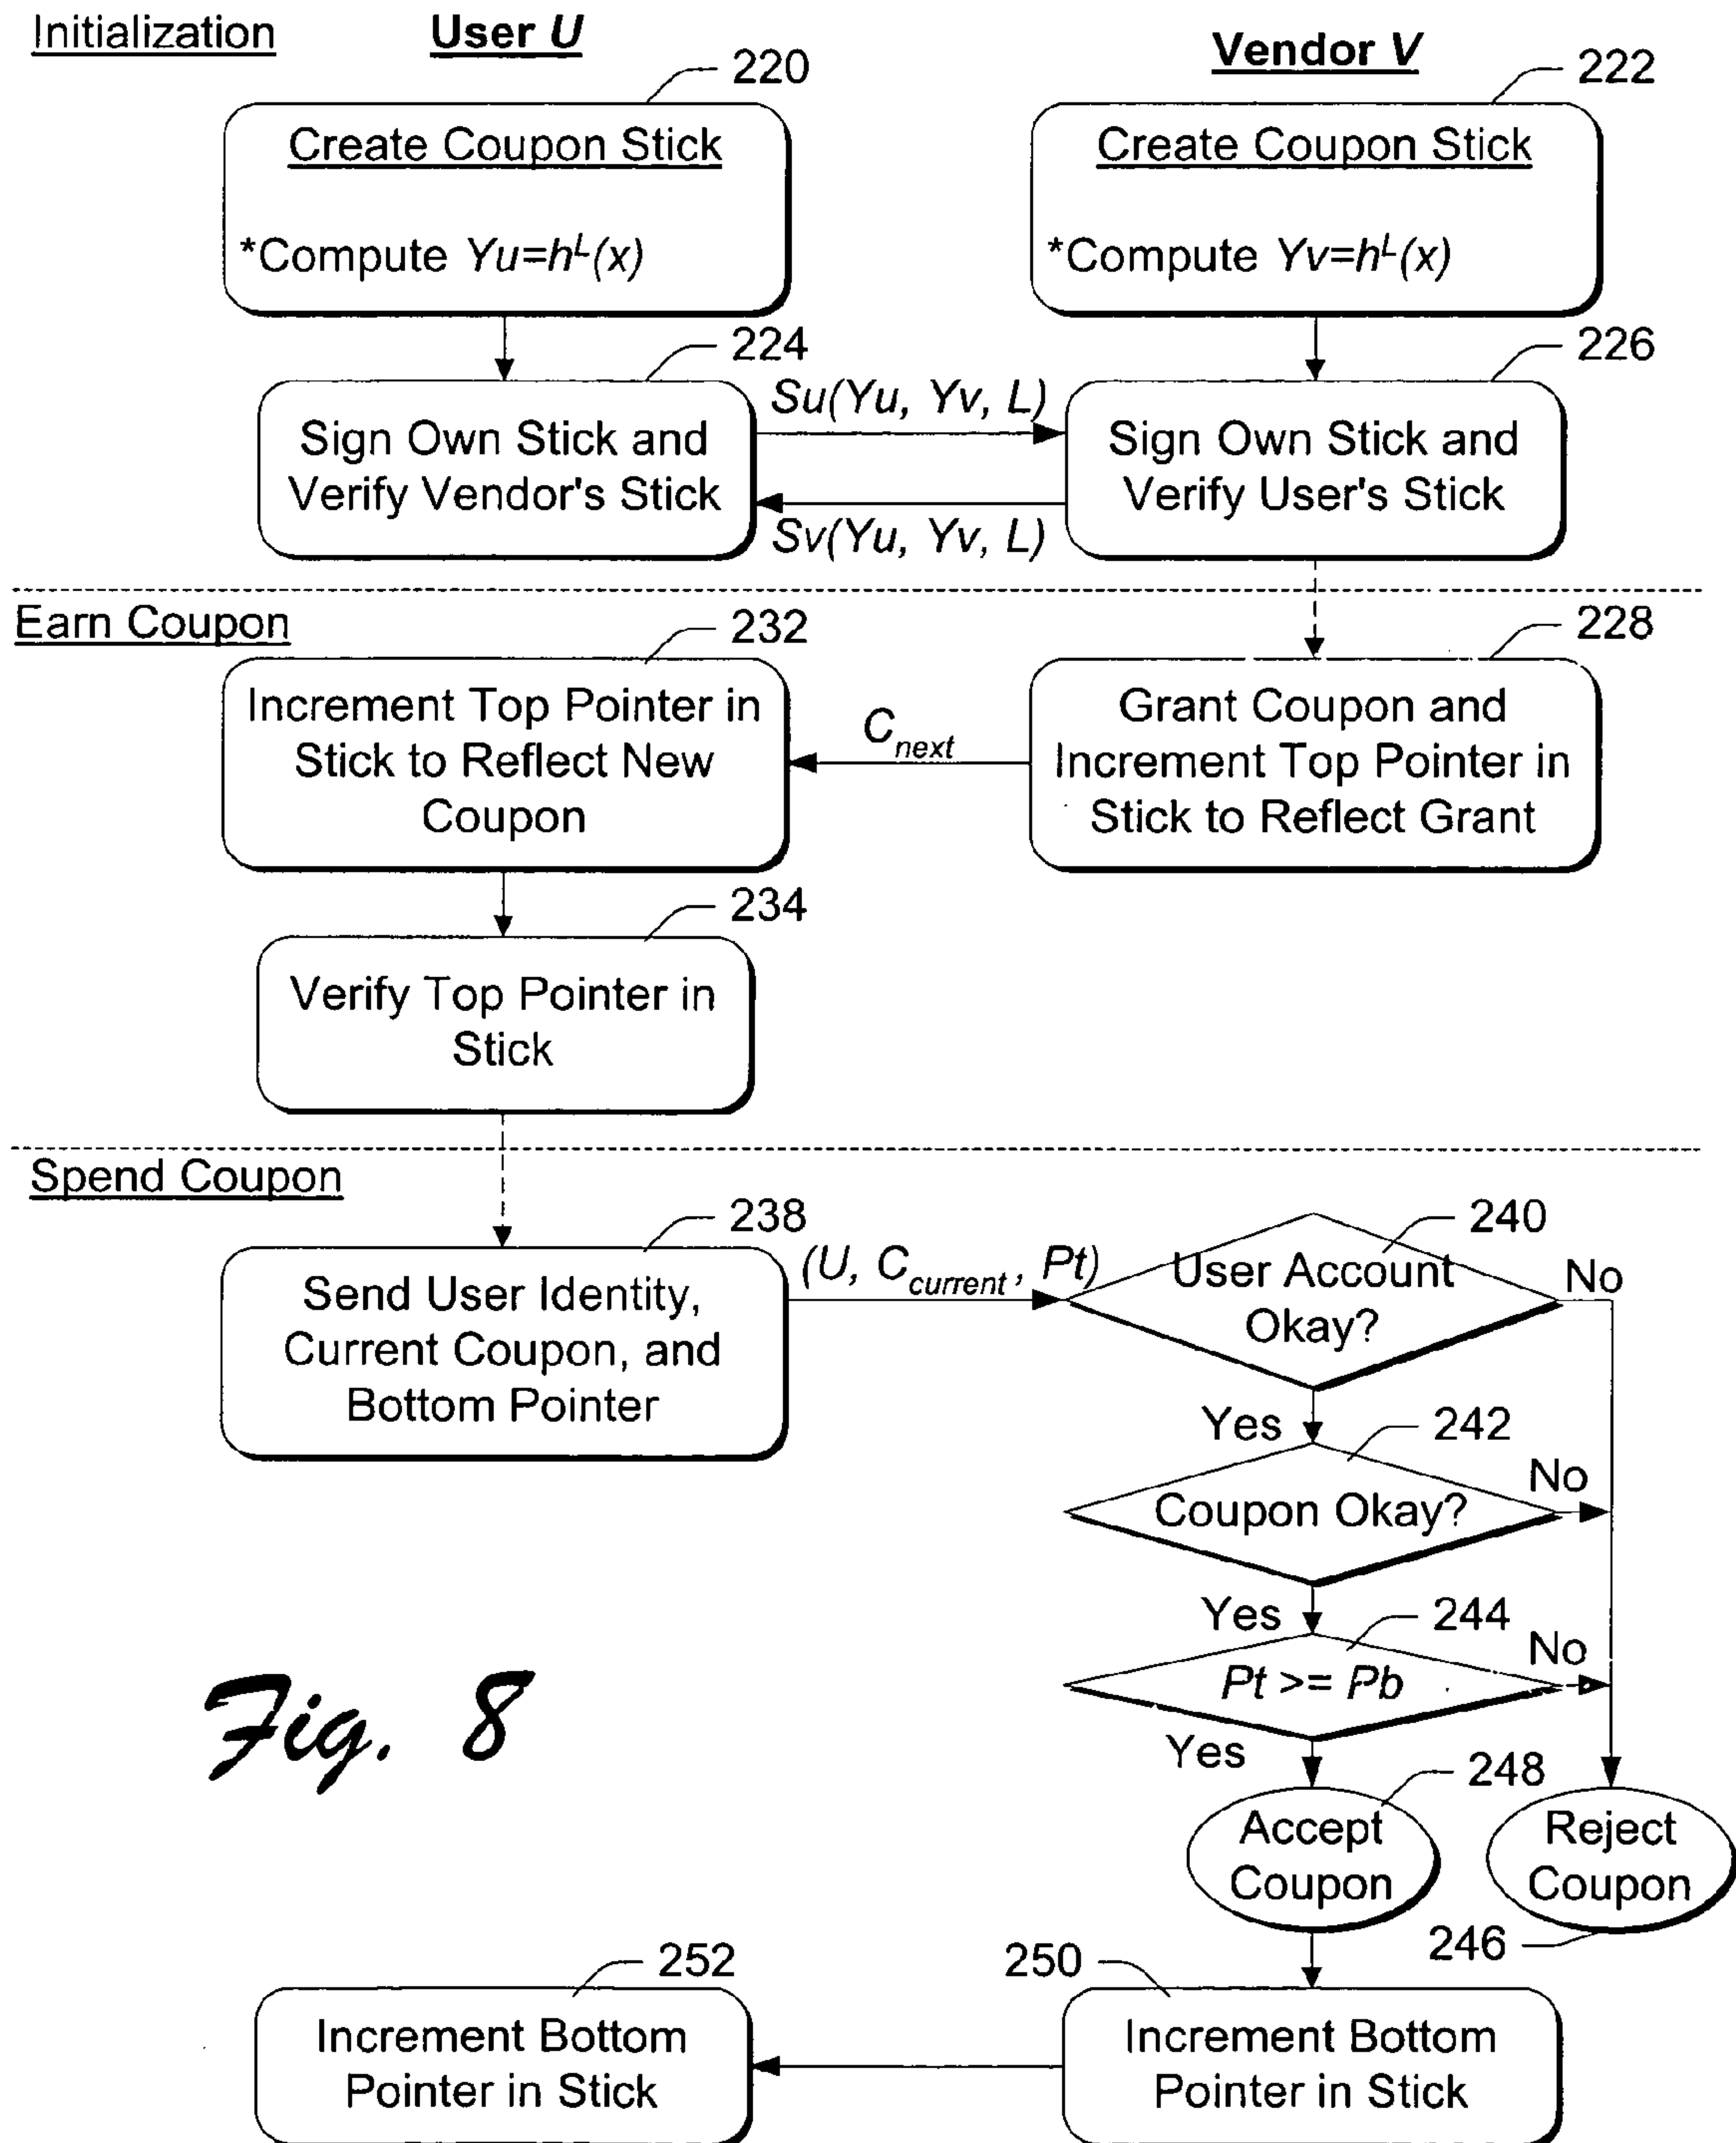 Initialization
User U
Vendor V
220
222
Create Coupon Stick
*Compute Yu=h^L(x)
Create Coupon Stick
*Compute Yv=h^L(x)
224
226
Sign Own Stick and
Verify Vendor's Stick
Su(Yu, Yv, L)
Sv(Yu, Yv, L)
Sign Own Stick and
Verify User's Stick
Earn Coupon
232
228
Increment Top Pointer in
Stick to Reflect New
Coupon
C_next
Grant Coupon and
Increment Top Pointer in
Stick to Reflect Grant
234
Verify Top Pointer in
Stick
Spend Coupon
238
Send User Identity,
Current Coupon, and
Bottom Pointer
(U, C_current, Pt)
240
User Account
Okay?
No
Yes
242
Coupon Okay?
No
Yes
244
Pt >= Pb
No
Yes
248
Accept
Coupon
Reject
Coupon
246
Fig. 8
252
250
Increment Bottom
Pointer in Stick
Increment Bottom
Pointer in Stick